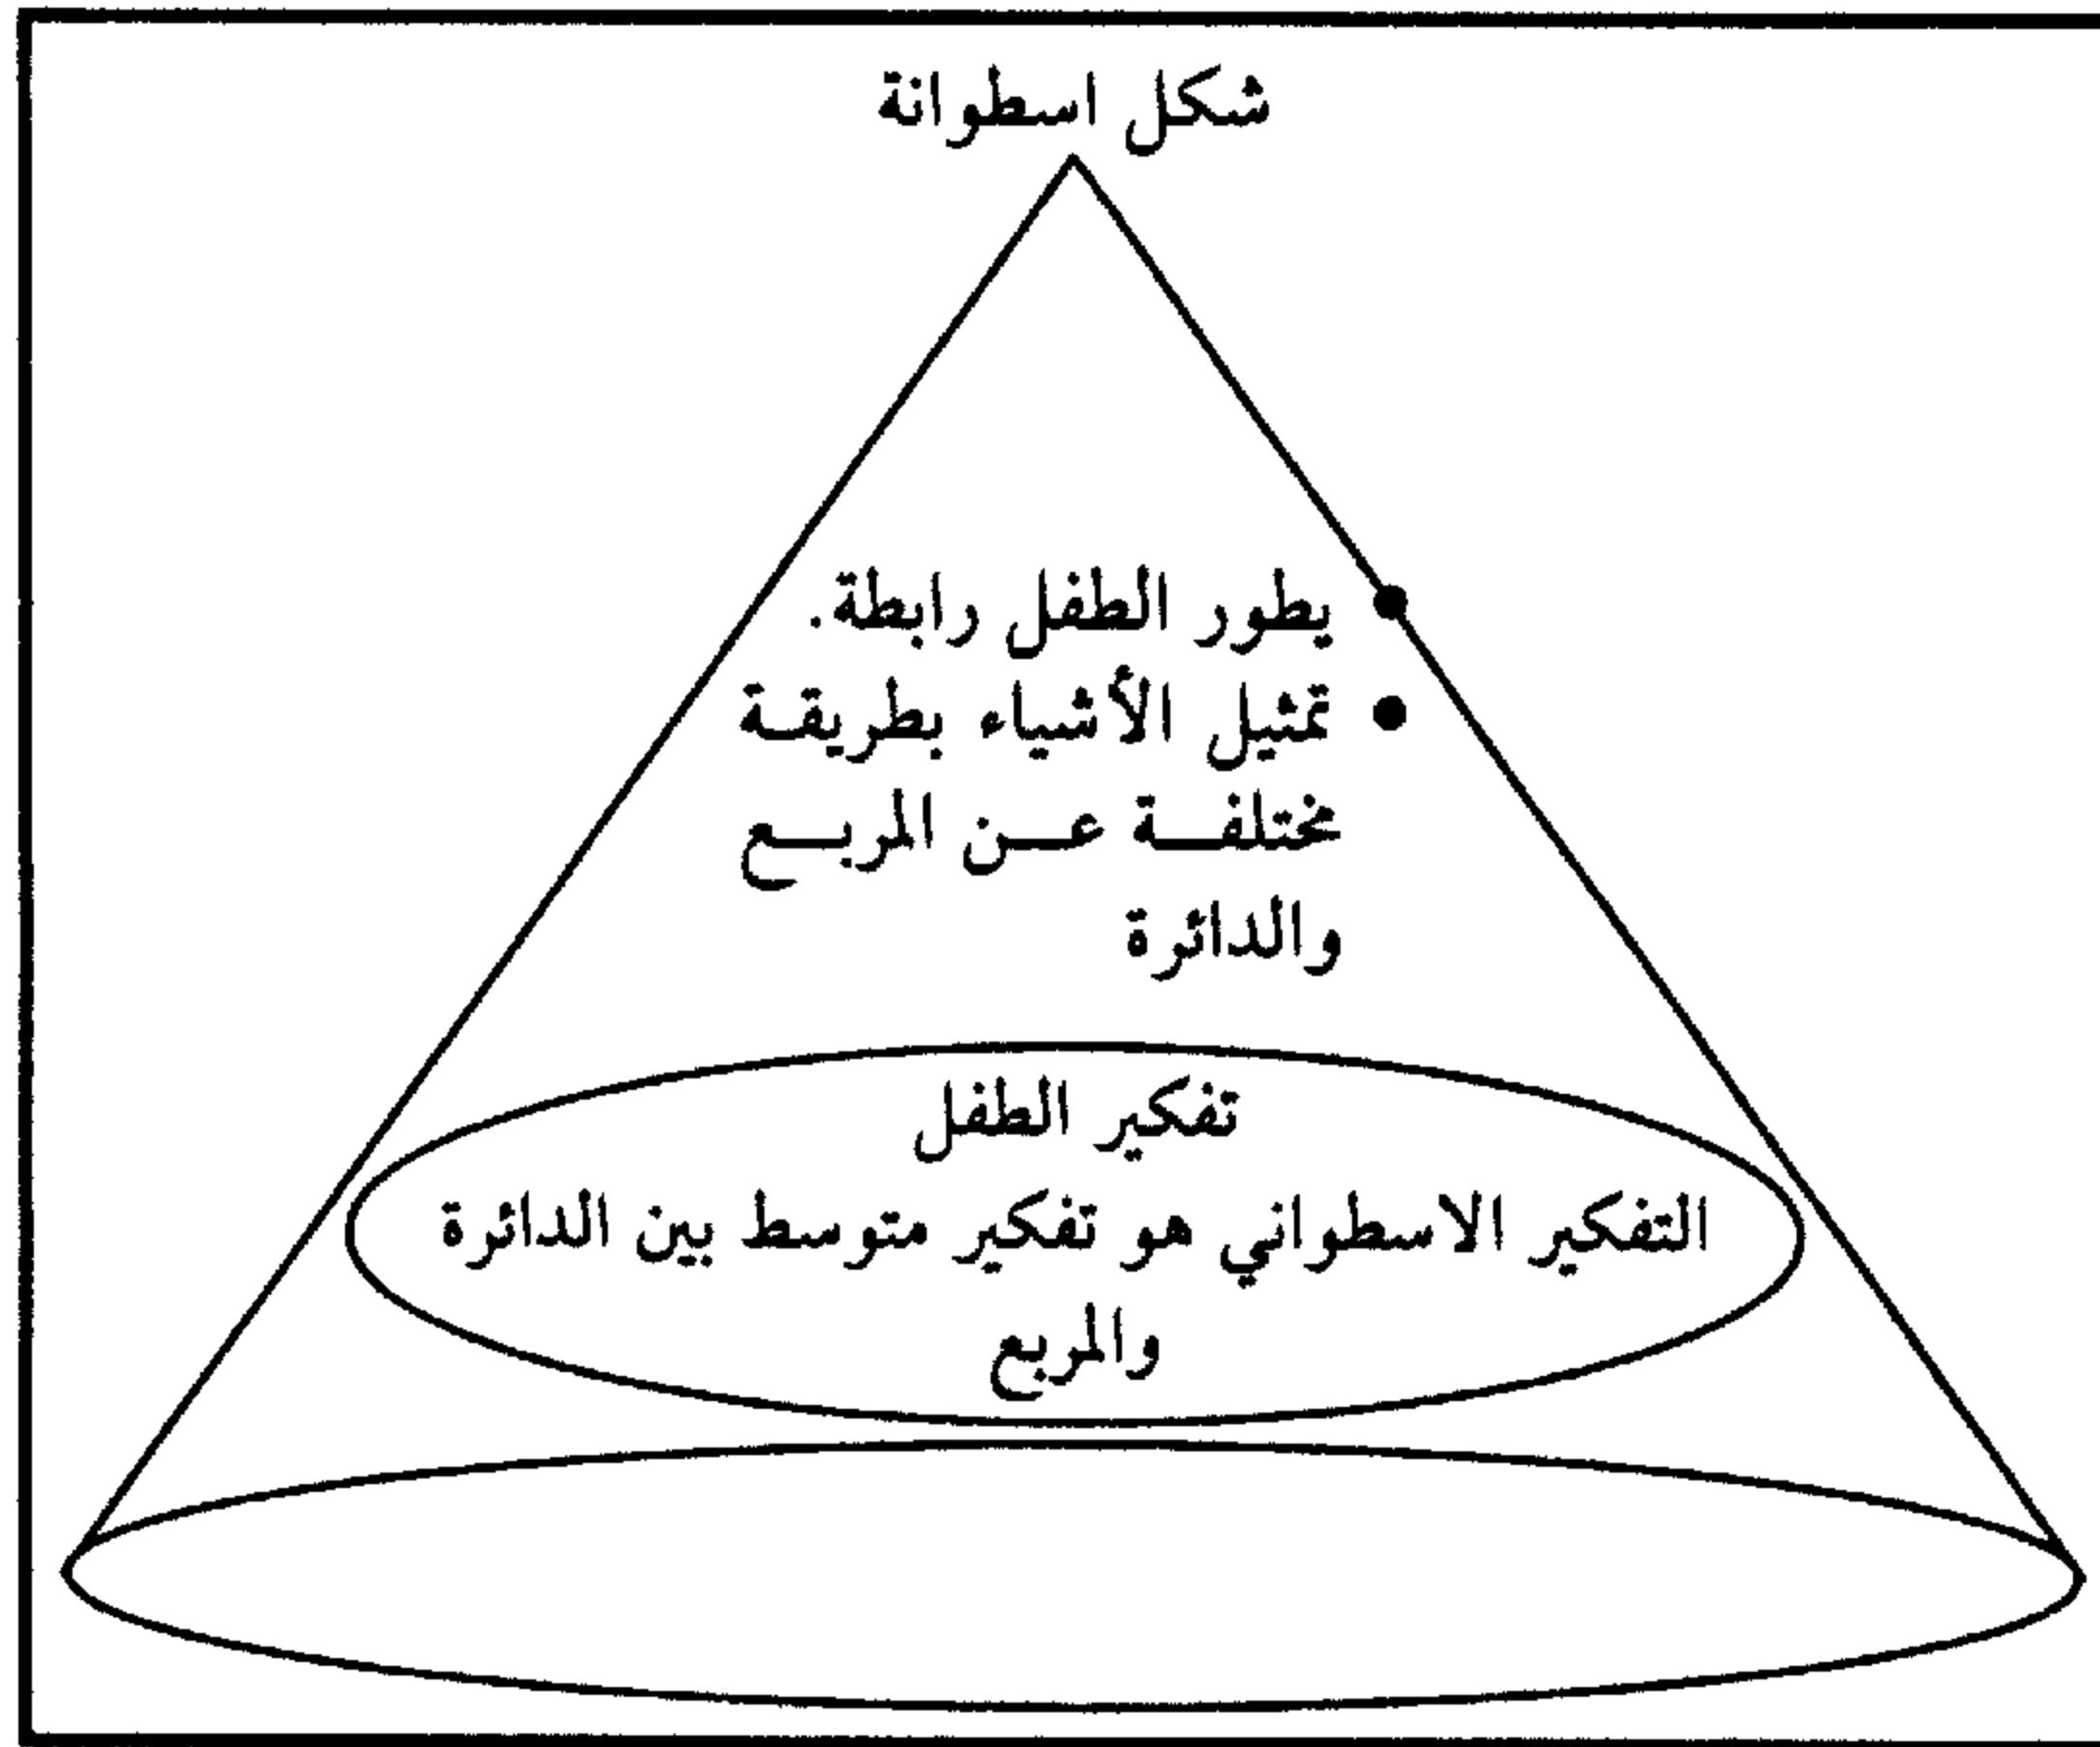 شكل اسطوانة
● يطور الطفل رابطة.
● تمثيل الأشياء بطريقة
مختلفة عن المربع
والدائرة
تفكير الطفل
التفكير الاسطواني هو تفكير متوسط بين الدائرة
والمربع